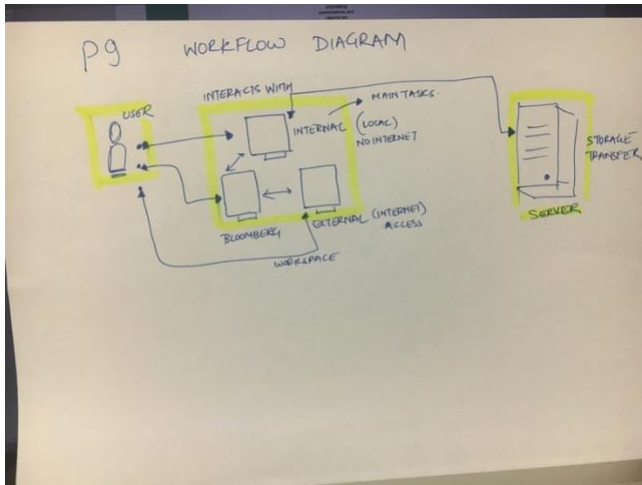 P9 WORKFLOW DIAGRAM
INTERACTS WITH
MAIN TASKS.
USER
INTERNAL (LOCAL)
NO INTERNET
STORAGE
TRANSFER
SERVER
BLOOMBERG
EXTERNAL (INTERNET)
ACCESS
WORKSPACE